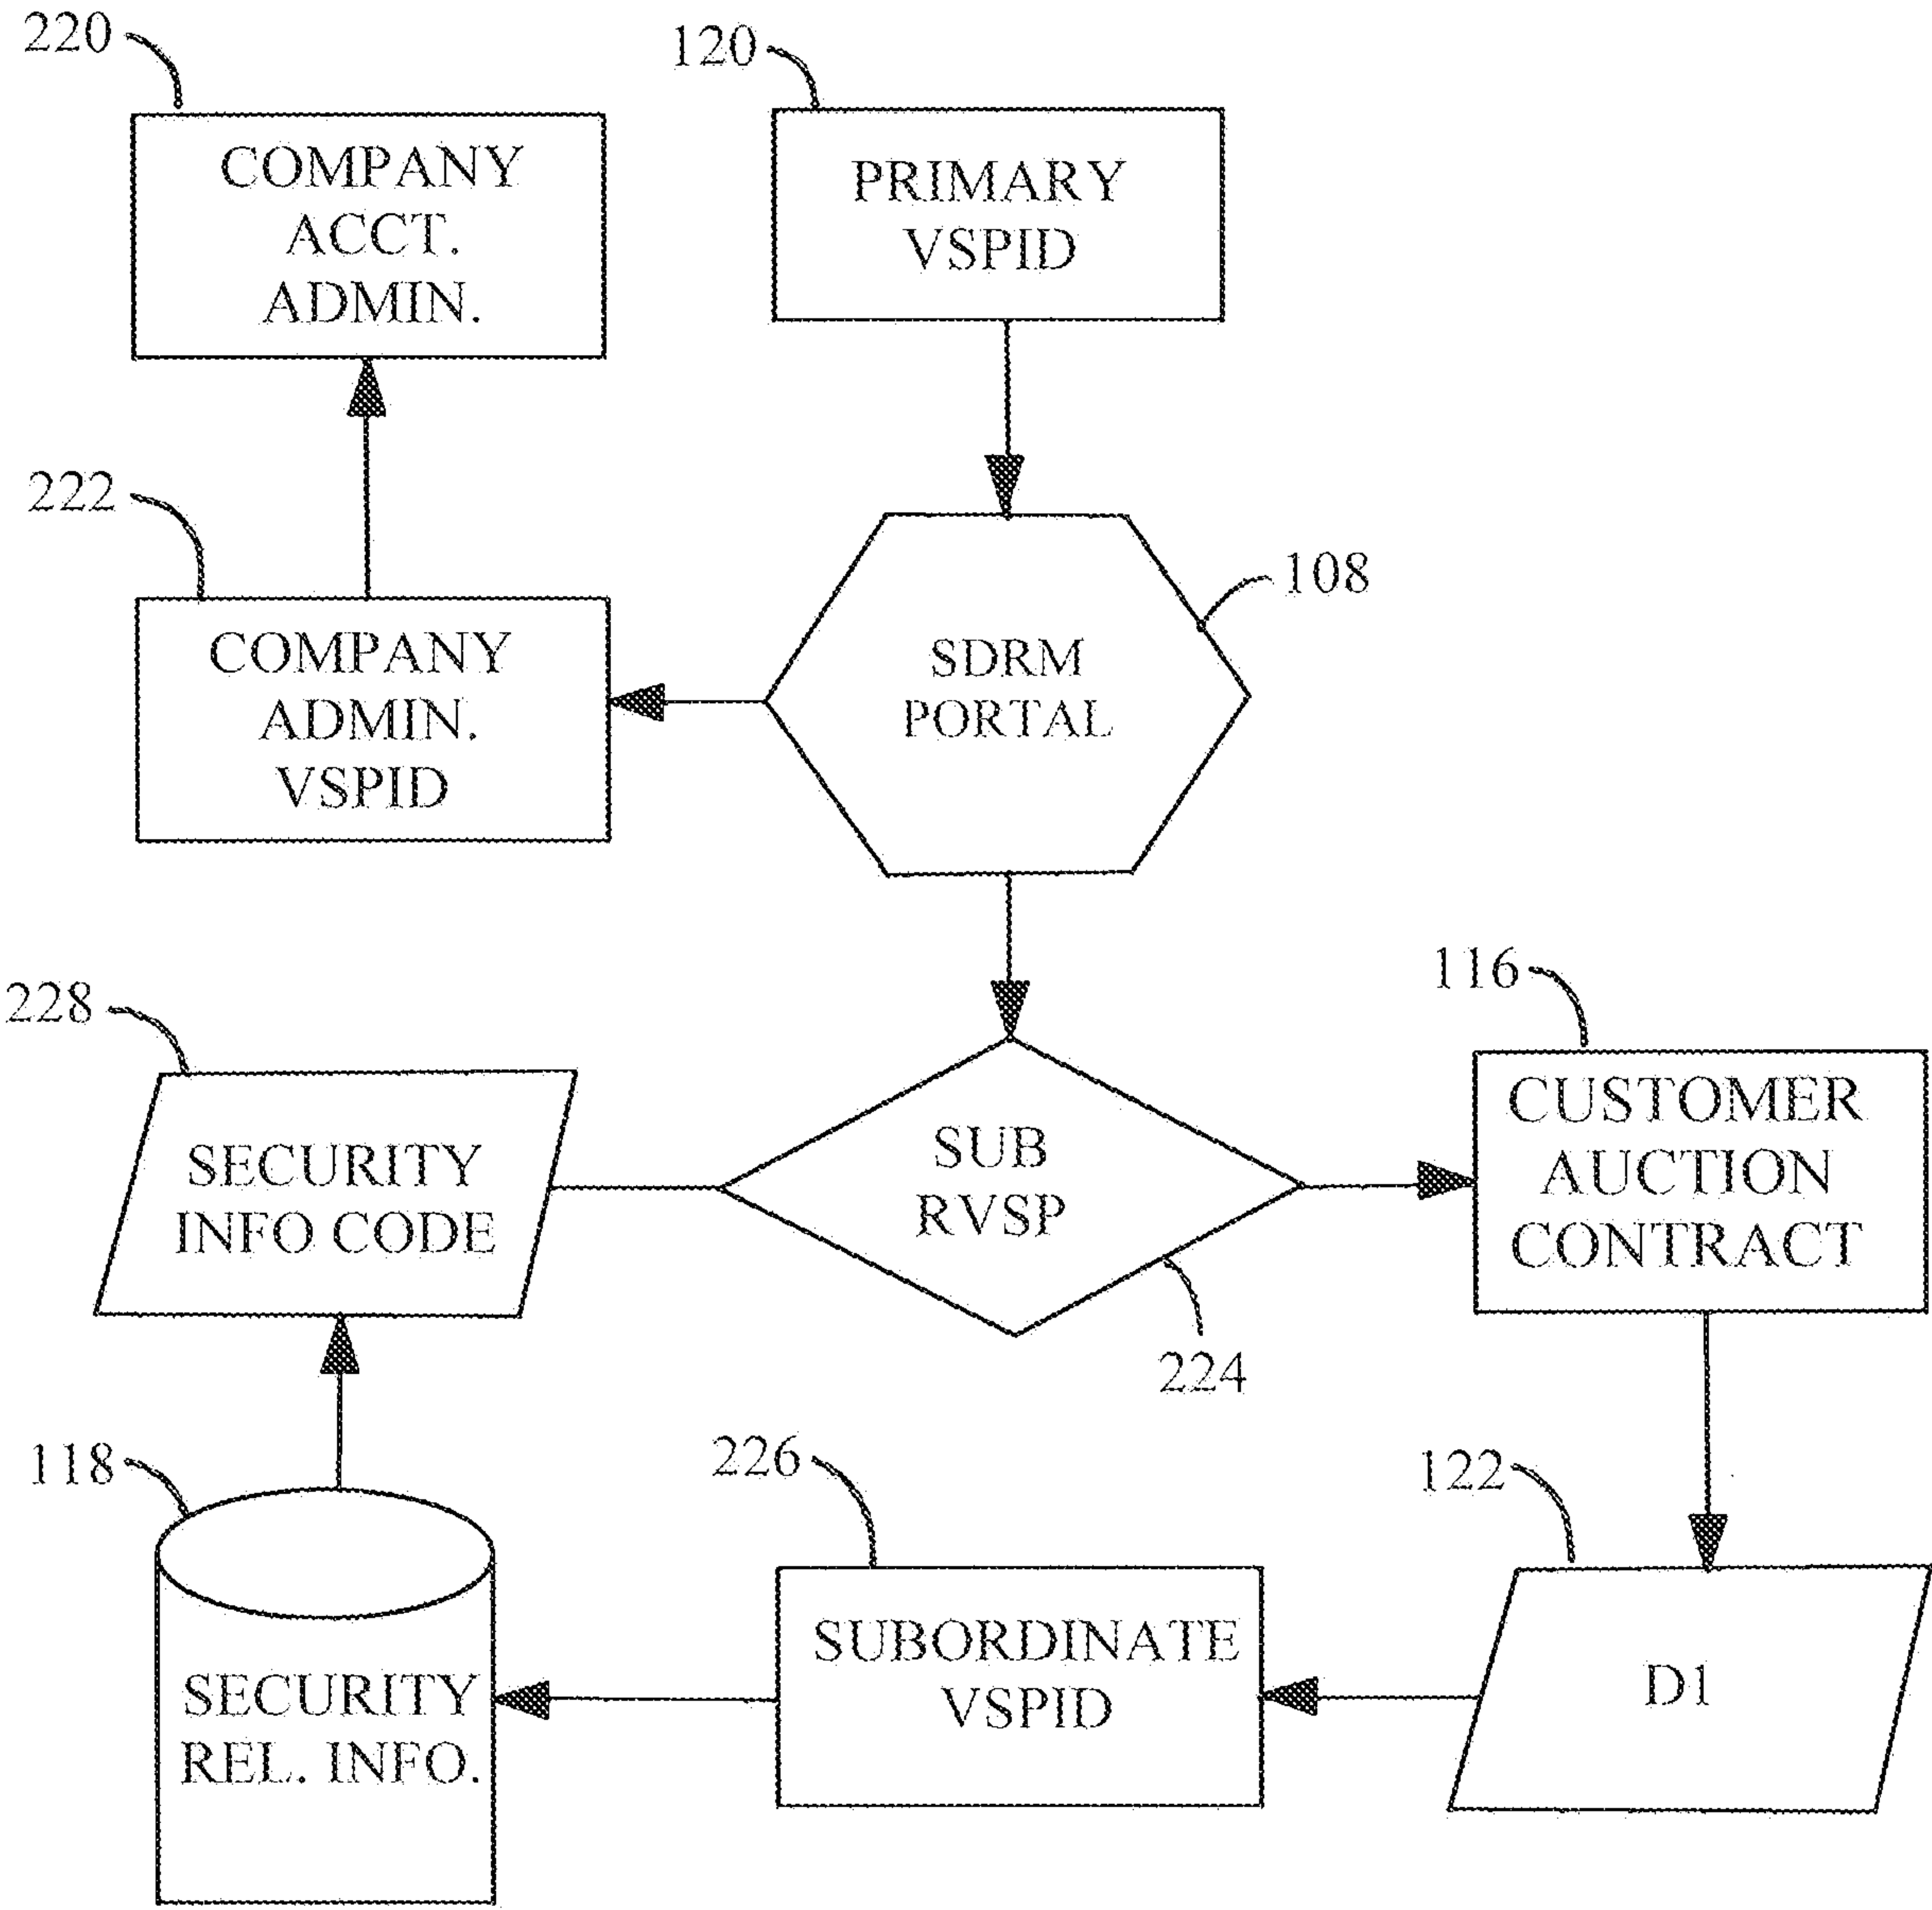 220
120
COMPANY
ACCT.
ADMIN.
PRIMARY
VSPID
222
108
COMPANY
ADMIN.
VSPID
SDRM
PORTAL
228
116
SECURITY
INFO CODE
SUB
RVSP
CUSTOMER
AUCTION
CONTRACT
224
118
226
122
SECURITY
REL. INFO.
SUBORDINATE
VSPID
D1